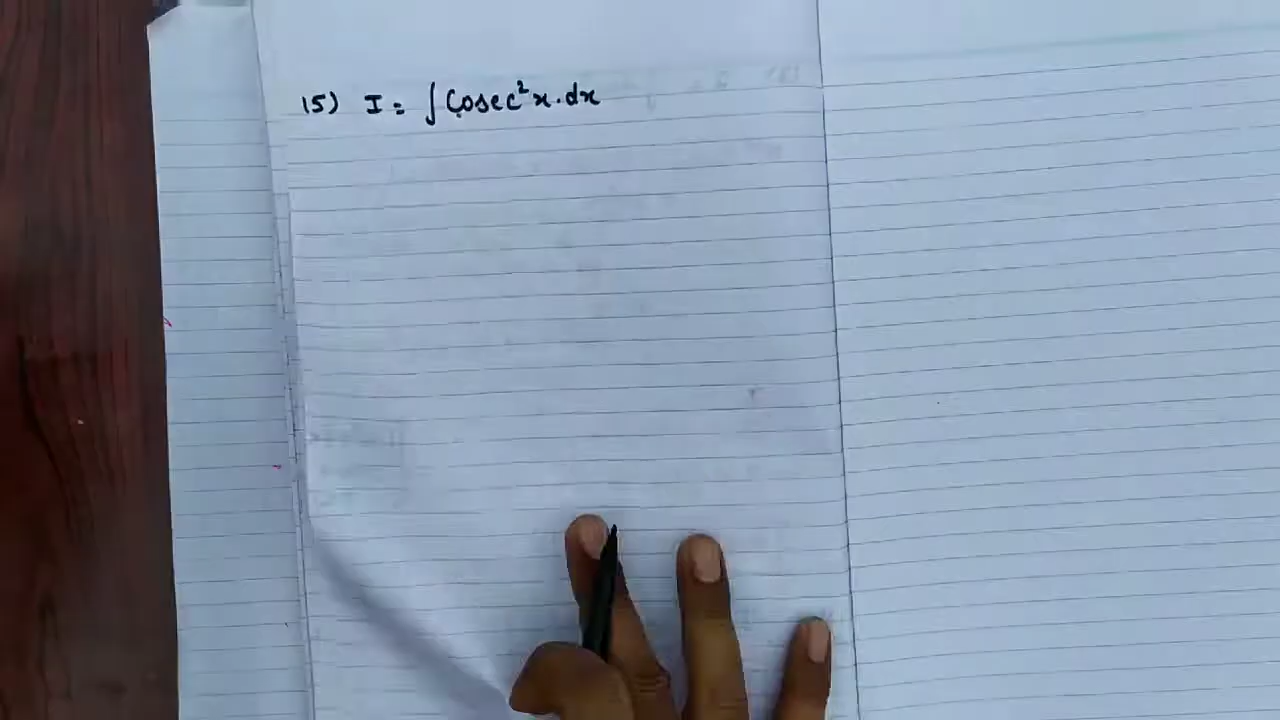 15) I = ∫ Cosec²x.dx